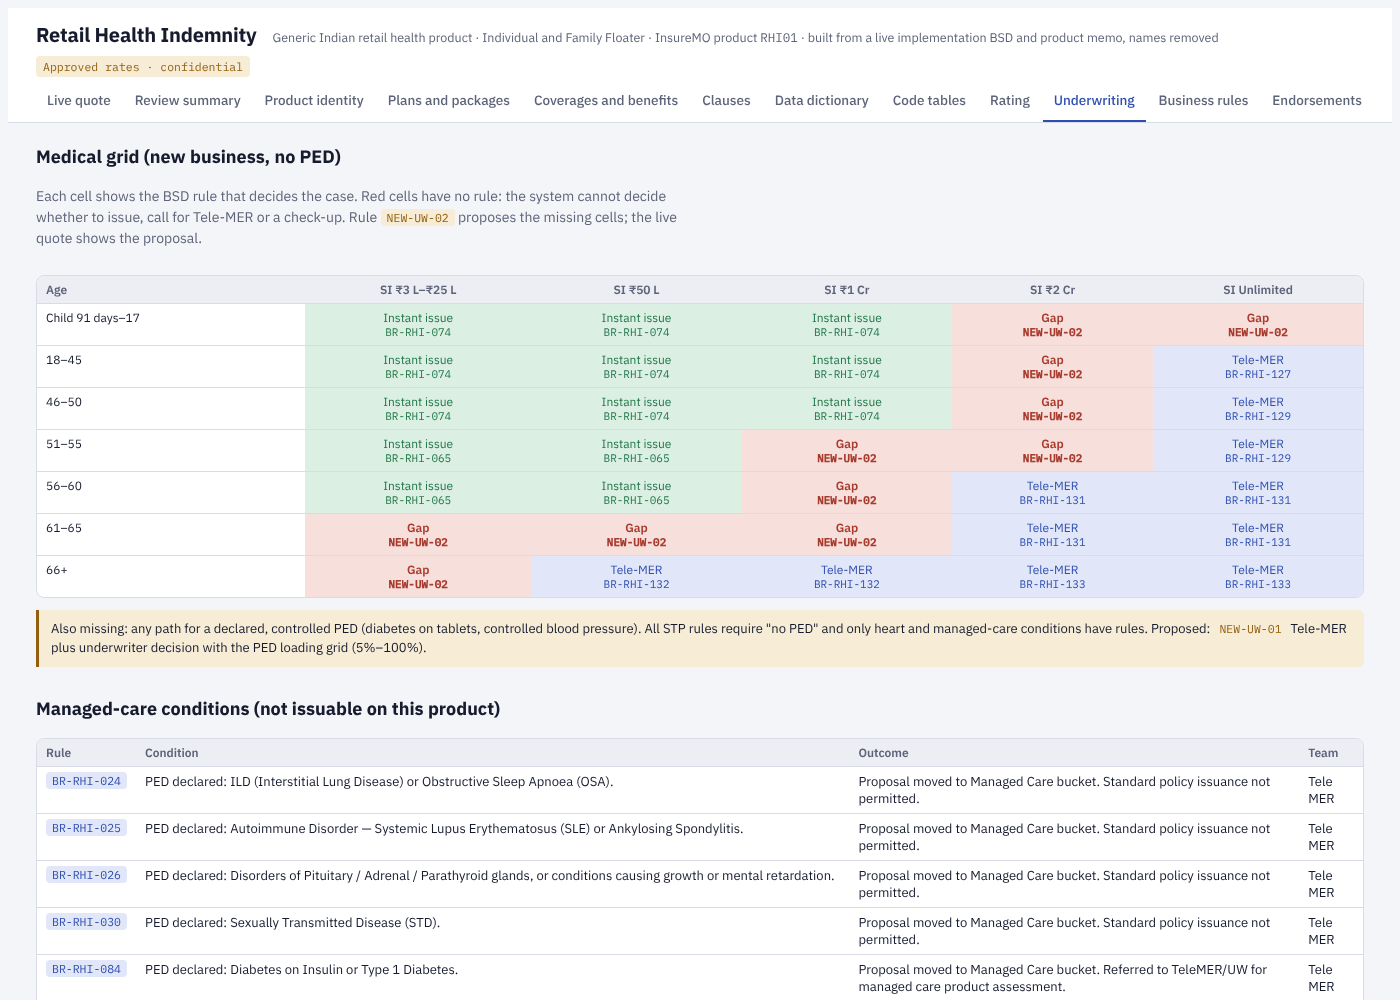 Retail Health Indemnity Generic Indian retail health product · Individual and Family Floater · InsureMO product RHI01 · built from a live implementation BSD and product memo, names removed
Approved rates · confidential
Live quote Review summary Product identity Plans and packages Coverages and benefits Clauses Data dictionary Code tables Rating Underwriting Business rules Endorsements
Medical grid (new business, no PED)
Each cell shows the BSD rule that decides the case. Red cells have no rule: the system cannot decide
whether to issue, call for Tele-MER or a check-up. Rule NEW-UW-02 proposes the missing cells; the live
quote shows the proposal.
Age SI ₹3 L–₹25 L SI ₹50 L SI ₹1 Cr SI ₹2 Cr SI Unlimited
Child 91 days–17 Instant issue Instant issue Instant issue Gap Gap
BR-RHI-074 BR-RHI-074 BR-RHI-074 NEW-UW-02 NEW-UW-02
18–45 Instant issue Instant issue Instant issue Gap Tele-MER
BR-RHI-074 BR-RHI-074 BR-RHI-074 NEW-UW-02 BR-RHI-127
46–50 Instant issue Instant issue Instant issue Gap Tele-MER
BR-RHI-074 BR-RHI-074 BR-RHI-074 NEW-UW-02 BR-RHI-129
51–55 Instant issue Instant issue Gap Gap Tele-MER
BR-RHI-065 BR-RHI-065 NEW-UW-02 NEW-UW-02 BR-RHI-129
56–60 Instant issue Instant issue Gap Tele-MER Tele-MER
BR-RHI-065 BR-RHI-065 NEW-UW-02 BR-RHI-131 BR-RHI-131
61–65 Gap Gap Gap Tele-MER Tele-MER
NEW-UW-02 NEW-UW-02 NEW-UW-02 BR-RHI-131 BR-RHI-131
66+ Gap Tele-MER Tele-MER Tele-MER Tele-MER
NEW-UW-02 BR-RHI-132 BR-RHI-132 BR-RHI-133 BR-RHI-133
Also missing: any path for a declared, controlled PED (diabetes on tablets, controlled blood pressure). All STP rules require "no PED" and only heart and managed-care conditions have rules. Proposed: NEW-UW-01 Tele-MER
plus underwriter decision with the PED loading grid (5%–100%).
Managed-care conditions (not issuable on this product)
Rule Condition Outcome Team
BR-RHI-024 PED declared: ILD (Interstitial Lung Disease) or Obstructive Sleep Apnoea (OSA). Proposal moved to Managed Care bucket. Standard policy issuance not Tele
permitted. MER
BR-RHI-025 PED declared: Autoimmune Disorder — Systemic Lupus Erythematosus (SLE) or Ankylosing Spondylitis. Proposal moved to Managed Care bucket. Standard policy issuance not Tele
permitted. MER
BR-RHI-026 PED declared: Disorders of Pituitary / Adrenal / Parathyroid glands, or conditions causing growth or mental retardation. Proposal moved to Managed Care bucket. Standard policy issuance not Tele
permitted. MER
BR-RHI-030 PED declared: Sexually Transmitted Disease (STD). Proposal moved to Managed Care bucket. Standard policy issuance not Tele
permitted. MER
BR-RHI-084 PED declared: Diabetes on Insulin or Type 1 Diabetes. Proposal moved to Managed Care bucket. Referred to TeleMER/UW for Tele
managed care product assessment. MER